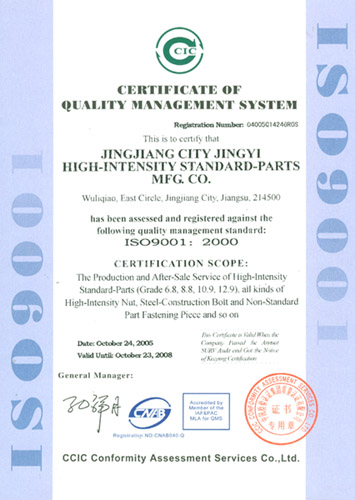 CCIC
CERTIFICATE OF
QUALITY MANAGEMENT SYSTEM
Registration Number: 04005Q14246R0S
This is to certify that
JINGJIANG CITY JINGYI
HIGH-INTENSITY STANDARD-PARTS
MFG. CO.
Wuliqiao, East Circle, Jingjiang City, Jiangsu, 214500
has been assessed and registered against the
following quality management standard:
ISO9001: 2000
CERTIFICATION SCOPE:
The Production and After-Sale Service of High-Intensity
Standard-Parts (Grade 6.8, 8.8, 10.9, 12.9), all kinds of
High-Intensity Nut, Steel-Construction Bolt and Non-Standard
Part Fastening Piece and so on
Date: October 24, 2005
Valid Until: October 23, 2008
This Certificate is Valid When the
Company Passed the Annual
SURV Audit and Got the Notice
of Keeping Certification
General Manager:
CNAB
Accredited by
Member of the
IAF/PAC
MLA for QMS
Registration NO:CNAB040-Q
CCIC CONFORMITY ASSESSMENT SERVICES CO., LTD.
证书
专用章
CCIC Conformity Assessment Services Co.,Ltd.
ISO9001
ISO9001